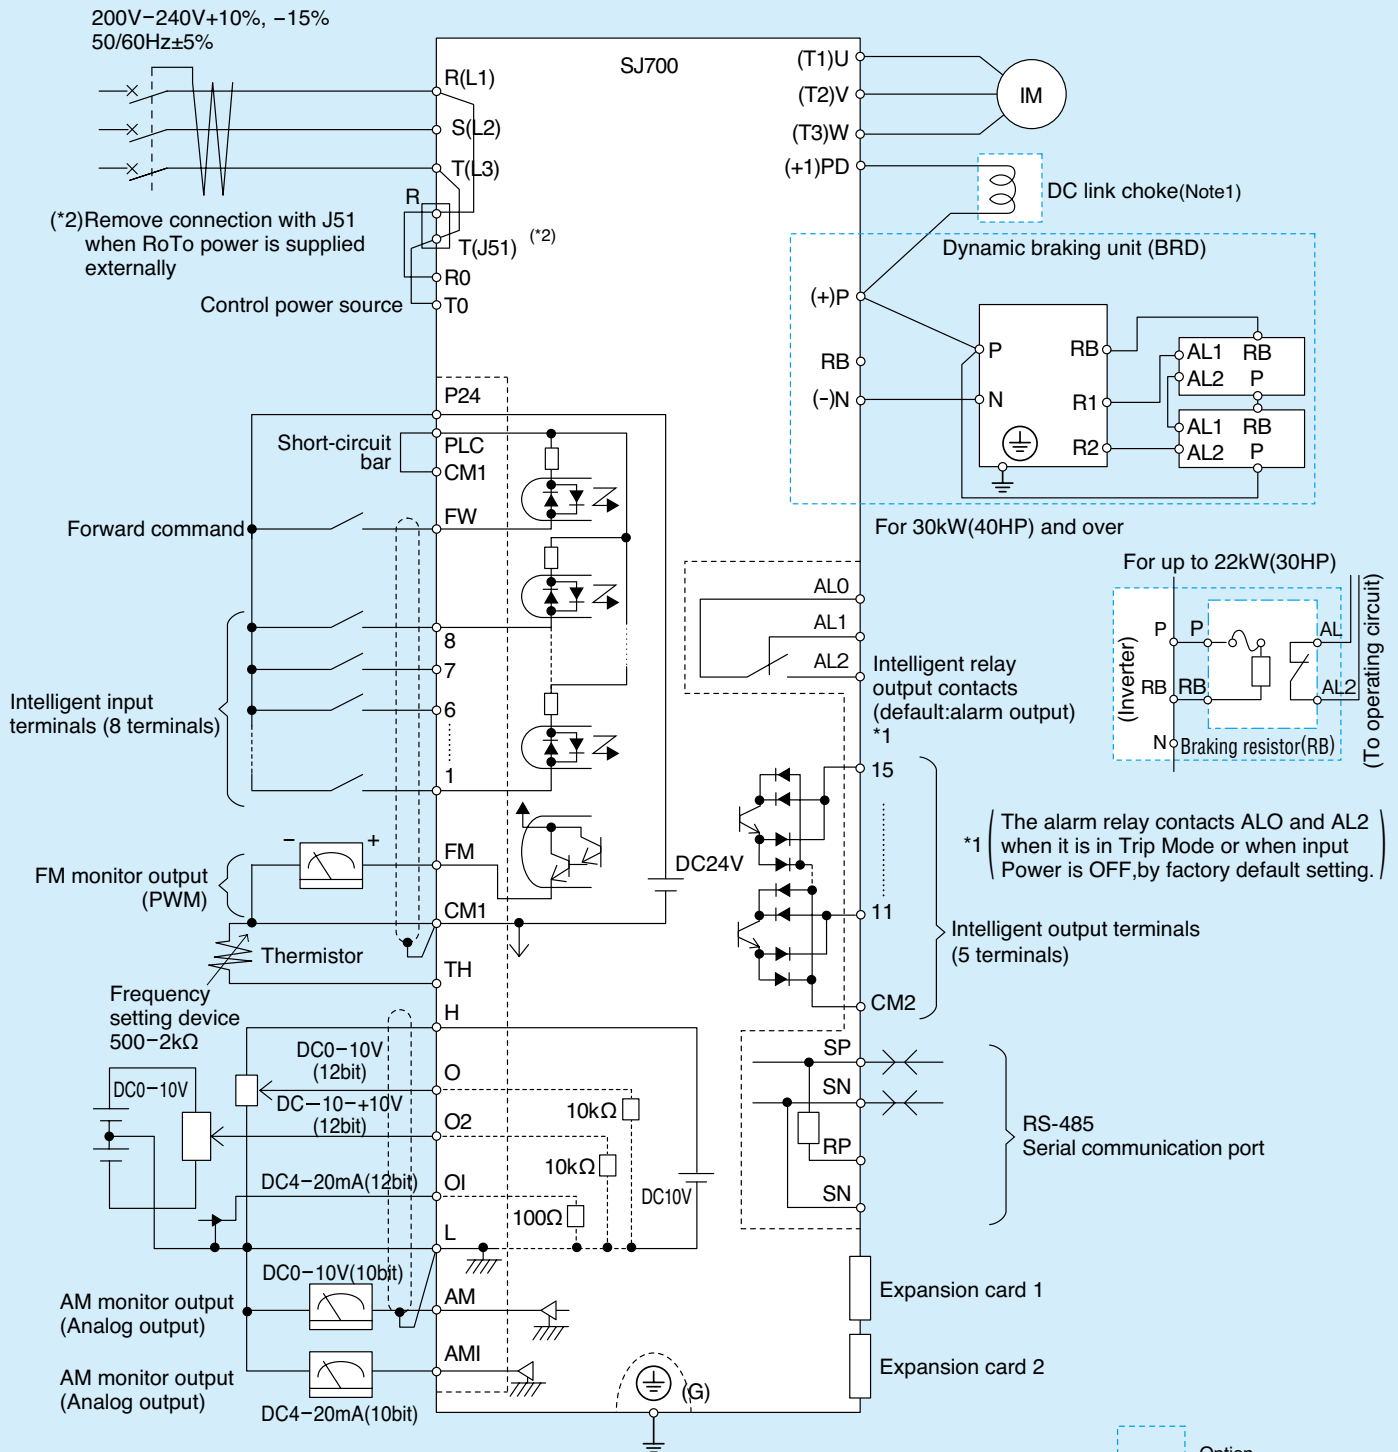 200V−240V+10%, −15%
50/60Hz±5%
SJ700
R(L1)
S(L2)
T(L3)
R
T(J51) (*2)
R0
T0
(*2)Remove connection with J51
when RoTo power is supplied
externally
Control power source
(T1)U
(T2)V
(T3)W
IM
(+1)PD
DC link choke(Note1)
Dynamic braking unit (BRD)
(+)P
RB
(-)N
P
N
RB
R1
R2
AL1 RB
AL2 P
AL1 RB
AL2 P
For 30kW(40HP) and over
P24
Short-circuit
bar
PLC
CM1
Forward command
FW
8
7
6
1
Intelligent input
terminals (8 terminals)
DC24V
− +
FM
FM monitor output
(PWM)
CM1
Thermistor
TH
AL0
AL1
AL2
Intelligent relay
output contacts
(default:alarm output)
*1
For up to 22kW(30HP)
(Inverter)
P P
RB RB
N
AL
AL2
Braking resistor(RB)
(To operating circuit)
*1 The alarm relay contacts ALO and AL2
when it is in Trip Mode or when input
Power is OFF,by factory default setting.
15
11
CM2
Intelligent output terminals
(5 terminals)
Frequency
setting device
500−2kΩ
H
DC0−10V
(12bit)
O
DC0−10V
DC−10−+10V
(12bit)
O2
DC4−20mA(12bit)
OI
L
10kΩ
10kΩ
100Ω
DC10V
SP
SN
RP
SN
RS-485
Serial communication port
DC0−10V(10bit)
AM monitor output
(Analog output)
AM
AMI
AM monitor output
(Analog output)
DC4−20mA(10bit)
(G)
Expansion card 1
Expansion card 2
Option